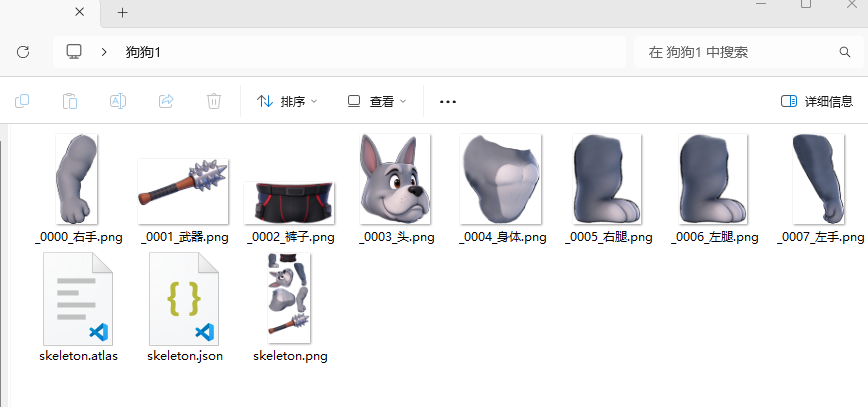 狗狗1
在 狗狗1 中搜索
排序
查看
详细信息
_0000_右手.png
_0001_武器.png
_0002_裤子.png
_0003_头.png
_0004_身体.png
_0005_右腿.png
_0006_左腿.png
_0007_左手.png
skeleton.atlas
skeleton.json
skeleton.png